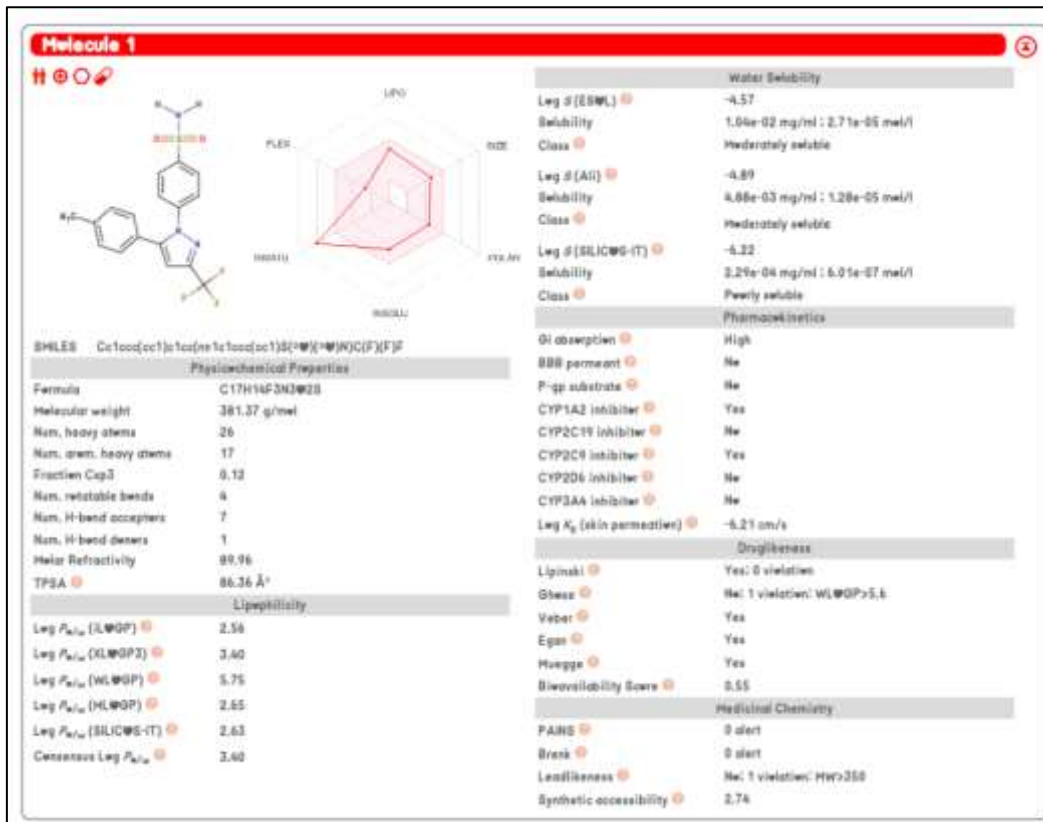 Molecule 1
LIPO
FLEX
SIZE
INSATU
POLAR
INSOLU
SMILES Cc1ccc(cc1)c1cc(nn1c1ccc(cc1)S(=O)(=O)N)C(F)(F)F
Physicochemical Properties
Formula C17H14F3N3O2S
Molecular weight 381.37 g/mol
Num. heavy atoms 26
Num. arom. heavy atoms 17
Fraction Csp3 0.12
Num. rotatable bonds 4
Num. H-bond acceptors 7
Num. H-bond donors 1
Molar Refractivity 89.96
TPSA 86.36 Å²
Lipophilicity
Log Po/w (iLOGP) 2.56
Log Po/w (XLOGP3) 3.40
Log Po/w (WLOGP) 5.75
Log Po/w (MLOGP) 2.65
Log Po/w (SILICOS-IT) 2.63
Consensus Log Po/w 3.40
Water Solubility
Log S (ESOL) -4.57
Solubility 1.04e-02 mg/ml ; 2.71e-05 mol/l
Class Moderately soluble
Log S (Ali) -4.89
Solubility 4.88e-03 mg/ml ; 1.28e-05 mol/l
Class Moderately soluble
Log S (SILICOS-IT) -6.22
Solubility 2.29e-04 mg/ml ; 6.01e-07 mol/l
Class Poorly soluble
Pharmacokinetics
GI absorption High
BBB permeant No
P-gp substrate No
CYP1A2 inhibitor Yes
CYP2C19 inhibitor No
CYP2C9 inhibitor Yes
CYP2D6 inhibitor No
CYP3A4 inhibitor No
Log Kp (skin permeation) -6.21 cm/s
Druglikeness
Lipinski Yes; 0 violation
Ghose No; 1 violation: WLOGP>5.6
Veber Yes
Egan Yes
Muegge Yes
Bioavailability Score 0.55
Medicinal Chemistry
PAINS 0 alert
Brenk 0 alert
Leadlikeness No; 1 violation: MW>350
Synthetic accessibility 2.74